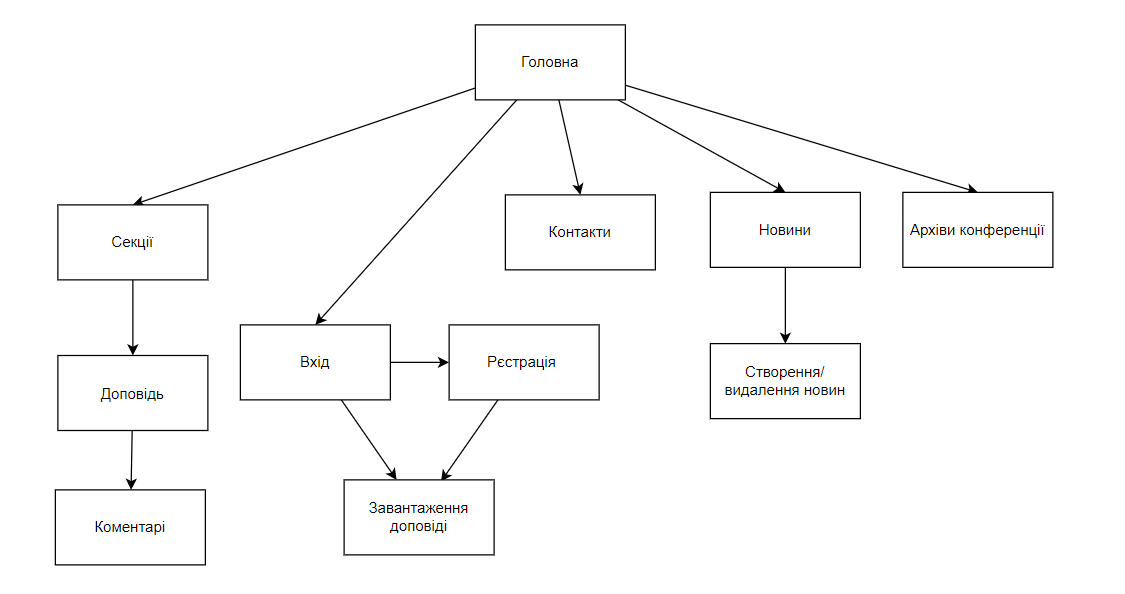 Головна
Секції
Контакти
Новини
Архіви конференції
Вхід
Рєстрація
Створення/
видалення новин
Доповідь
Завантаження
доповіді
Коментарі